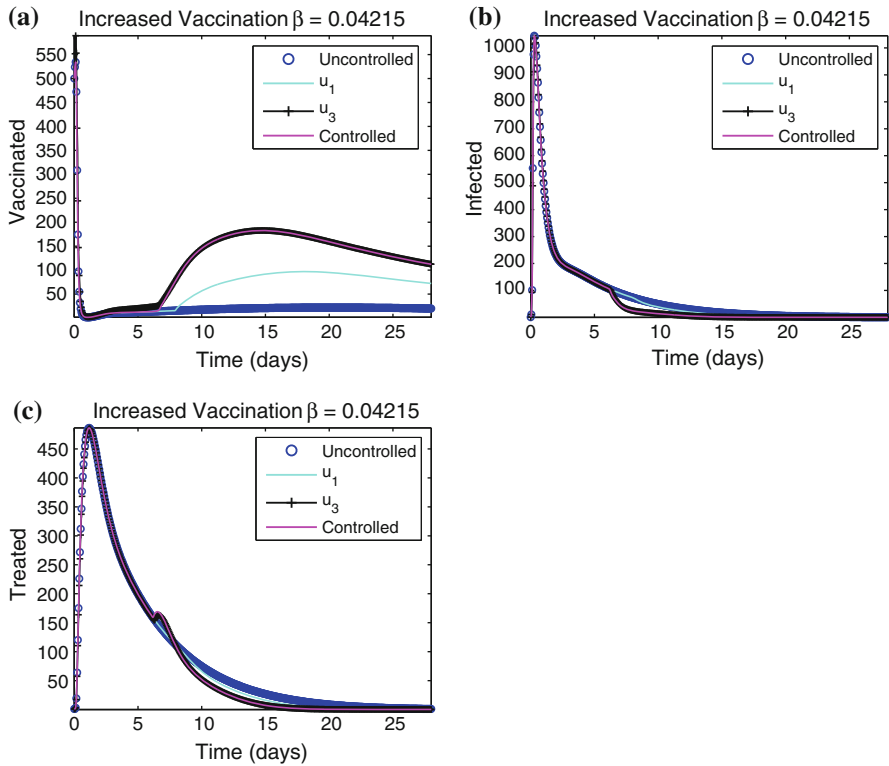 (a)
Increased Vaccination β = 0.04215
Vaccinated
550
500
450
400
350
300
250
200
150
100
50
0 5 10 15 20 25
Time (days)
Uncontrolled
u1
u3
Controlled
(b)
Increased Vaccination β = 0.04215
Infected
1000
900
800
700
600
500
400
300
200
100
0 5 10 15 20 25
Time (days)
Uncontrolled
u1
u3
Controlled
(c)
Increased Vaccination β = 0.04215
Treated
450
400
350
300
250
200
150
100
50
0 5 10 15 20 25
Time (days)
Uncontrolled
u1
u3
Controlled